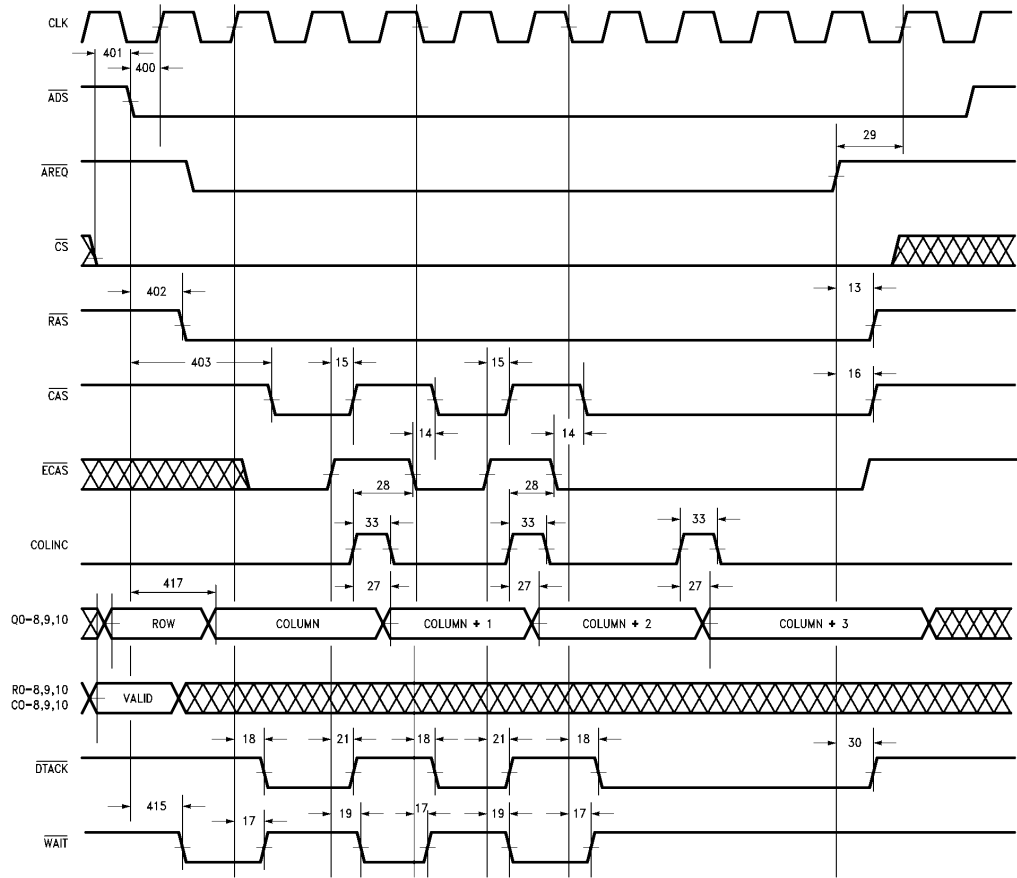 CLK
401
400
ADS
29
AREQ
CS
402
13
RAS
403
15
15
16
CAS
14
14
ECAS
28
28
33
33
33
COLINC
417
27
27
27
Q0-8,9,10
ROW
COLUMN
COLUMN + 1
COLUMN + 2
COLUMN + 3
R0-8,9,10
C0-8,9,10
VALID
18
21
18
21
18
30
DTACK
415
17
19
17
19
17
WAIT